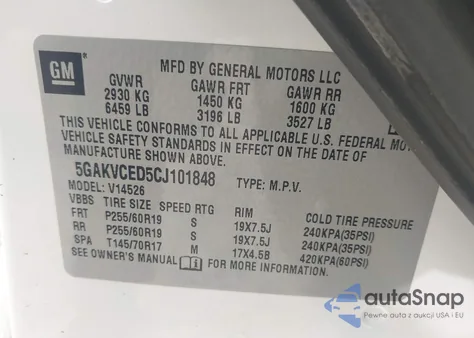 GM
MFD BY GENERAL MOTORS LLC
GVWR GAWR FRT GAWR RR
2930 KG 1450 KG 1600 KG
6459 LB 3196 LB 3527 LB
THIS VEHICLE CONFORMS TO ALL APPLICABLE U.S. FEDERAL
VEHICLE SAFETY STANDARDS IN EFFECT ON THE DATE OF
MANUFACTURE SHOWN ABOVE.
5GAKVCED5CJ101848 TYPE: M.P.V.
MODEL: V14526
VBBS TIRE SIZE SPEED RTG RIM COLD TIRE PRESSURE
FRT P255/60R19 S 19X7.5J 240KPA(35PSI)
RR P255/60R19 S 19X7.5J 240KPA(35PSI)
SPA T145/70R17 M 17X4.5B 420KPA(60PSI)
SEE OWNER'S MANUAL FOR MORE INFORMATION.
autaSnap
Pewne auta z aukcji USA i EU